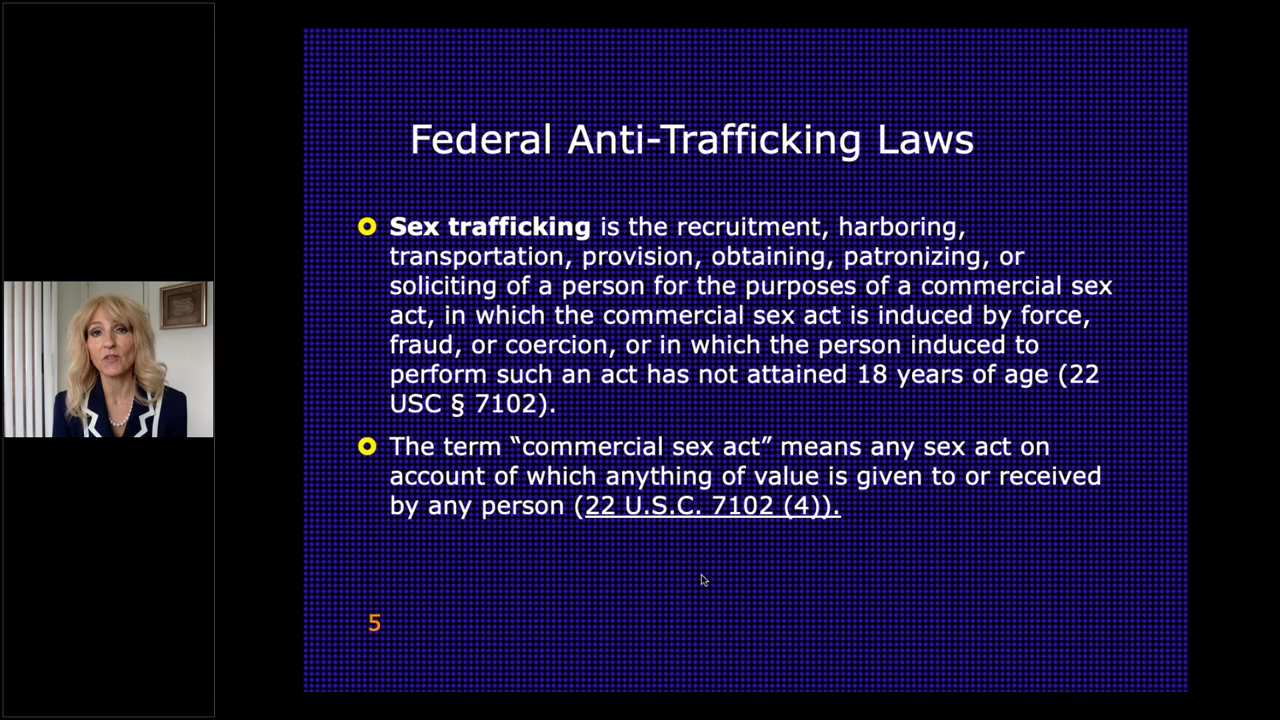 Federal Anti-Trafficking Laws
Sex trafficking is the recruitment, harboring,
transportation, provision, obtaining, patronizing, or
soliciting of a person for the purposes of a commercial sex
act, in which the commercial sex act is induced by force,
fraud, or coercion, or in which the person induced to
perform such an act has not attained 18 years of age (22
USC § 7102).
The term “commercial sex act” means any sex act on
account of which anything of value is given to or received
by any person (22 U.S.C. 7102 (4)).
5